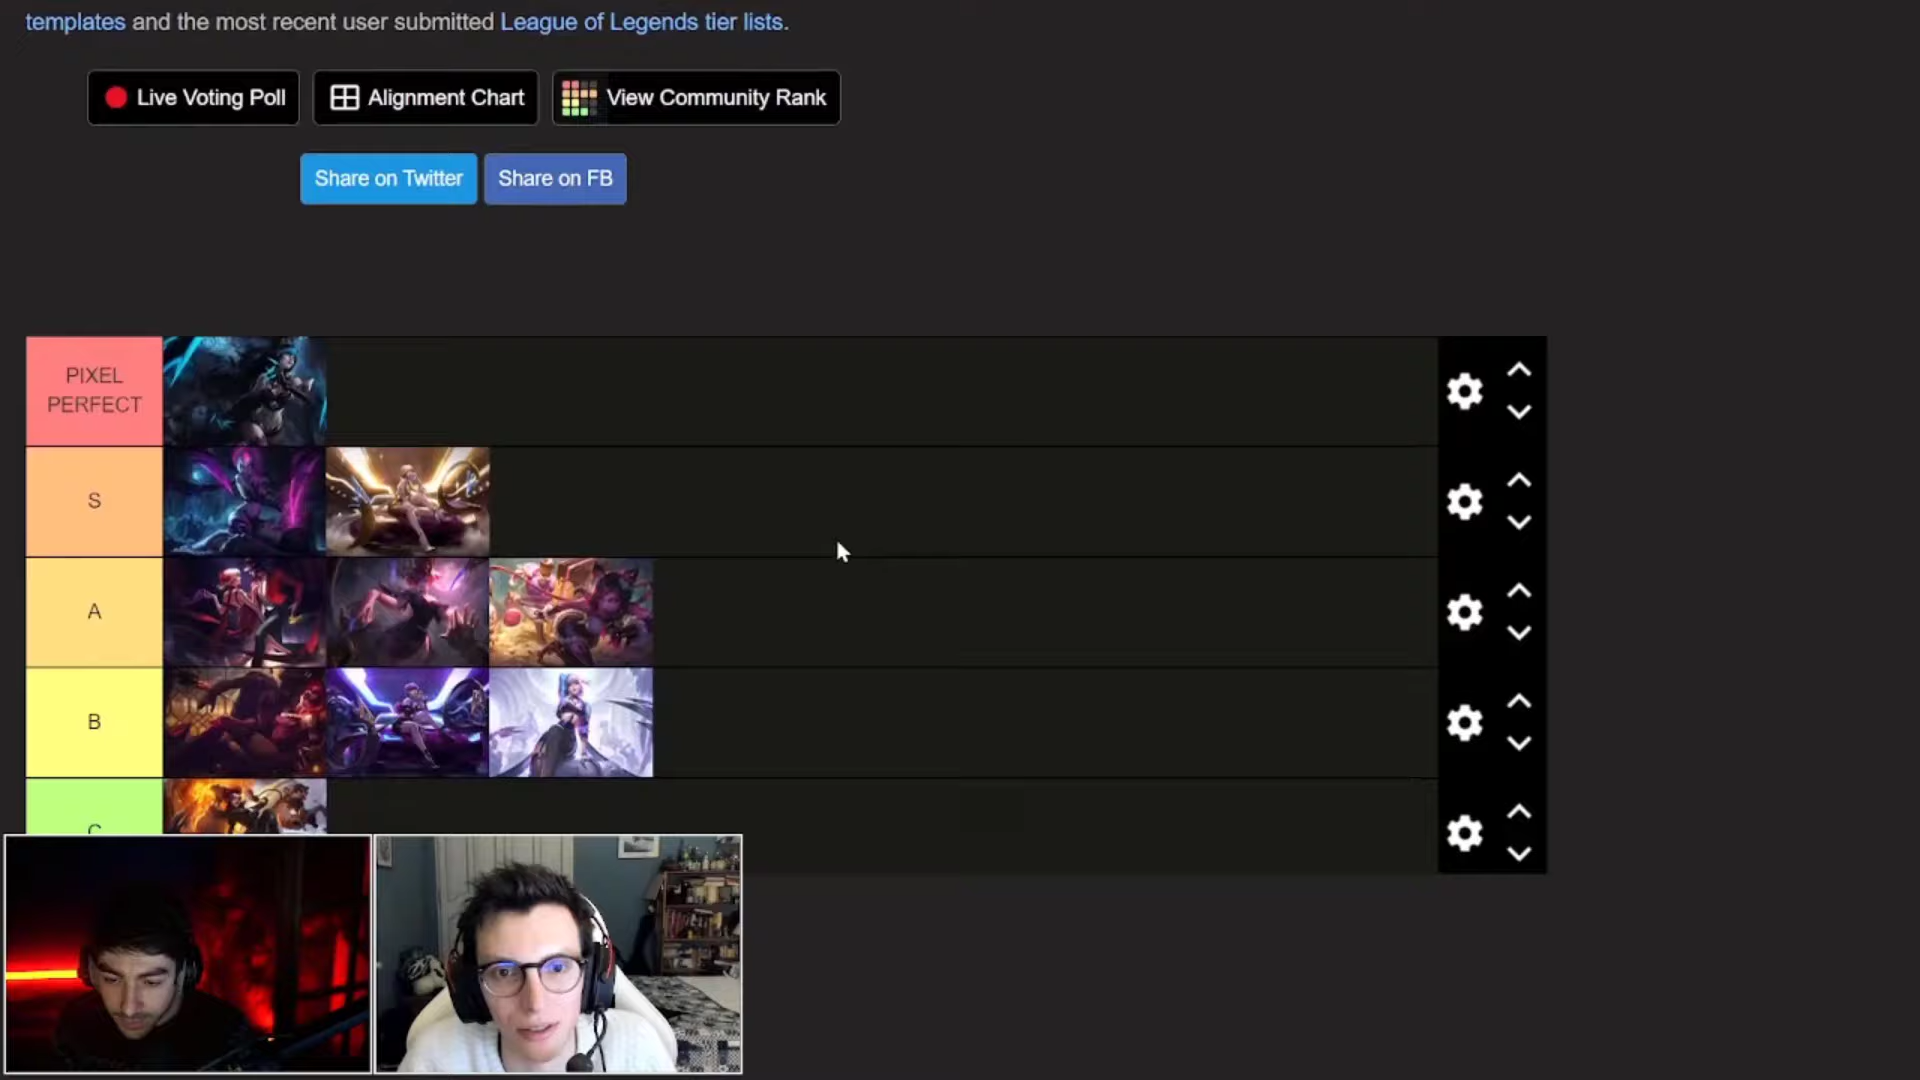 templates and the most recent user submitted League of Legends tier lists.
Live Voting Poll
Alignment Chart
View Community Rank
Share on Twitter
Share on FB
PIXEL
PERFECT
S
A
B
C